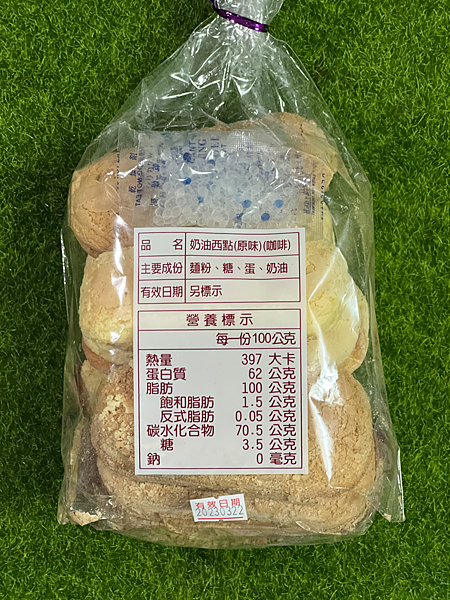 品 名 奶油西點(原味)(咖啡)
主要成份 麵粉、糖、蛋、奶油
有效日期 另標示
營養標示
每一份100公克
熱量 397 大卡
蛋白質 62 公克
脂肪 100 公克
飽和脂肪 1.5 公克
反式脂肪 0.05 公克
碳水化合物 70.5 公克
糖 3.5 公克
鈉 0 毫克
有效日期
20230322